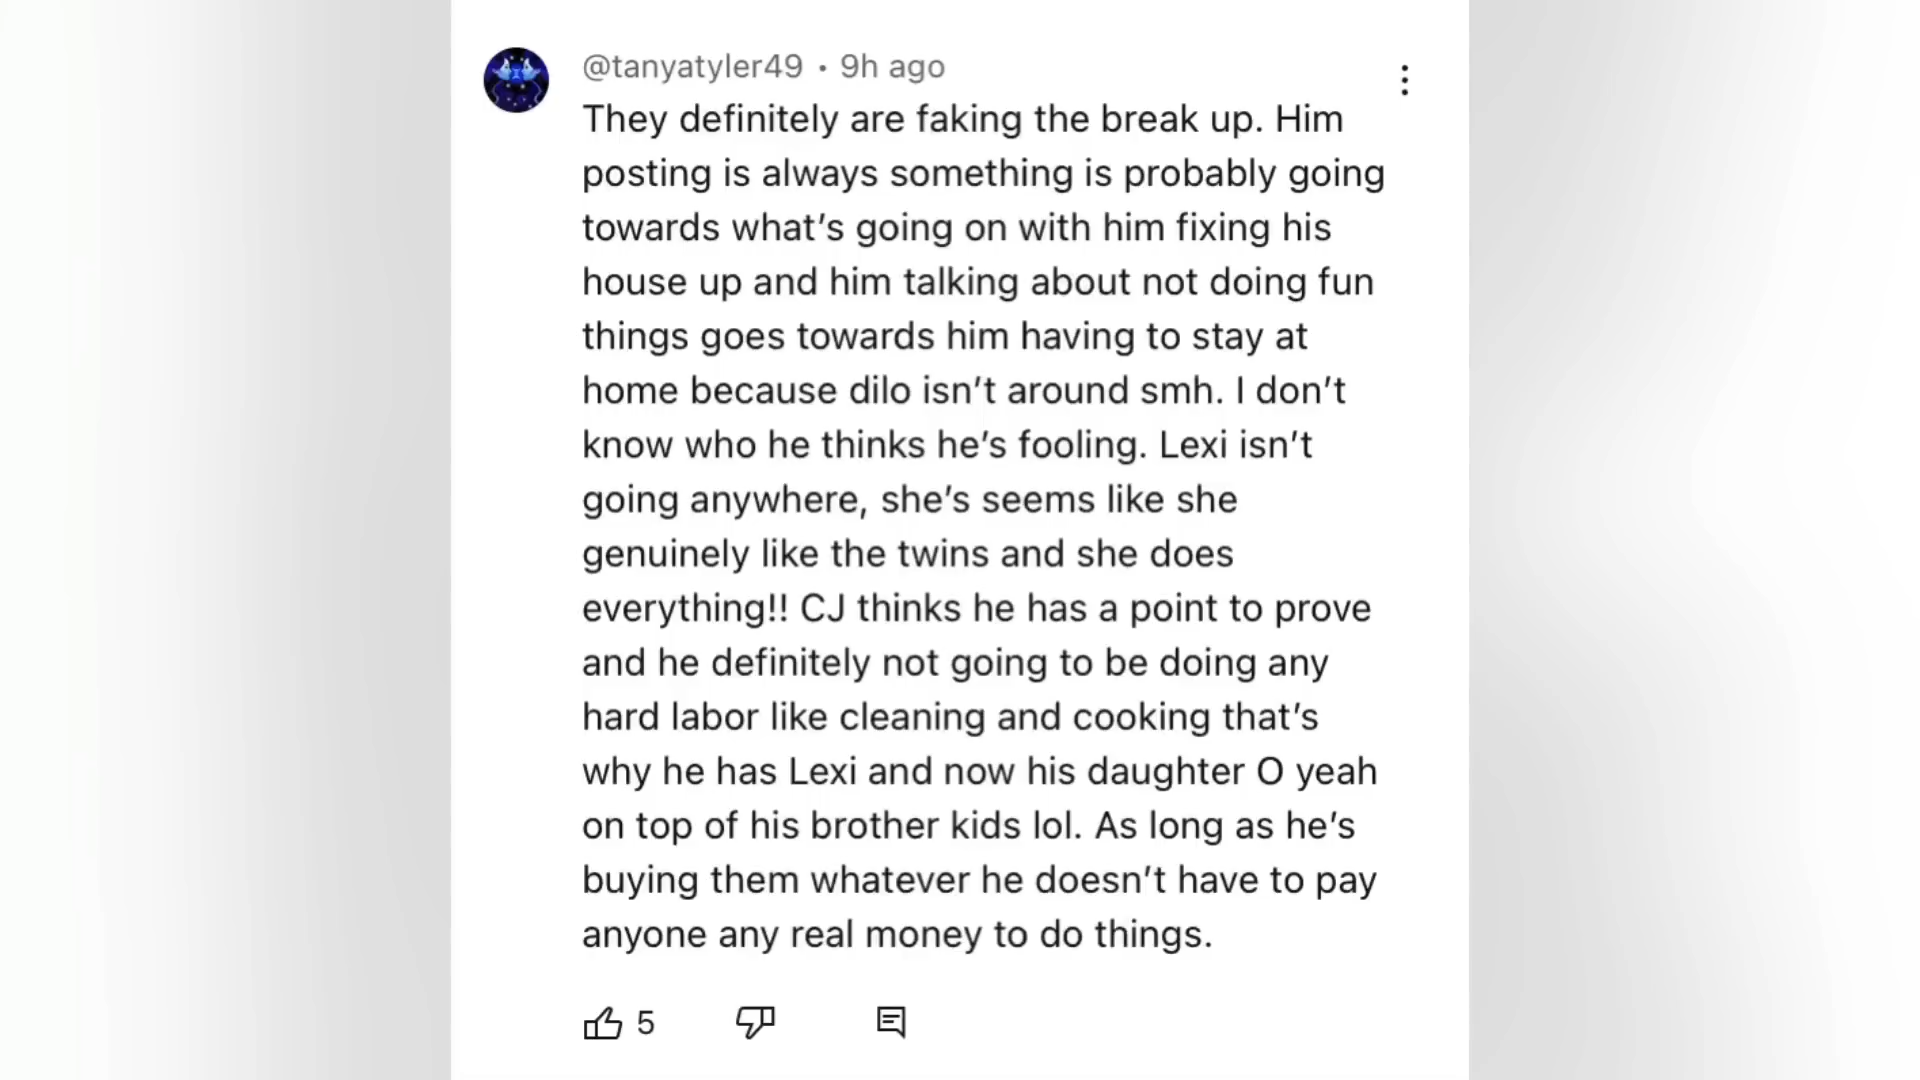 @tanyatyler49 • 9h ago
They definitely are faking the break up. Him
posting is always something is probably going
towards what’s going on with him fixing his
house up and him talking about not doing fun
things goes towards him having to stay at
home because dilo isn’t around smh. I don’t
know who he thinks he’s fooling. Lexi isn’t
going anywhere, she’s seems like she
genuinely like the twins and she does
everything!! CJ thinks he has a point to prove
and he definitely not going to be doing any
hard labor like cleaning and cooking that’s
why he has Lexi and now his daughter O yeah
on top of his brother kids lol. As long as he’s
buying them whatever he doesn’t have to pay
anyone any real money to do things.
5